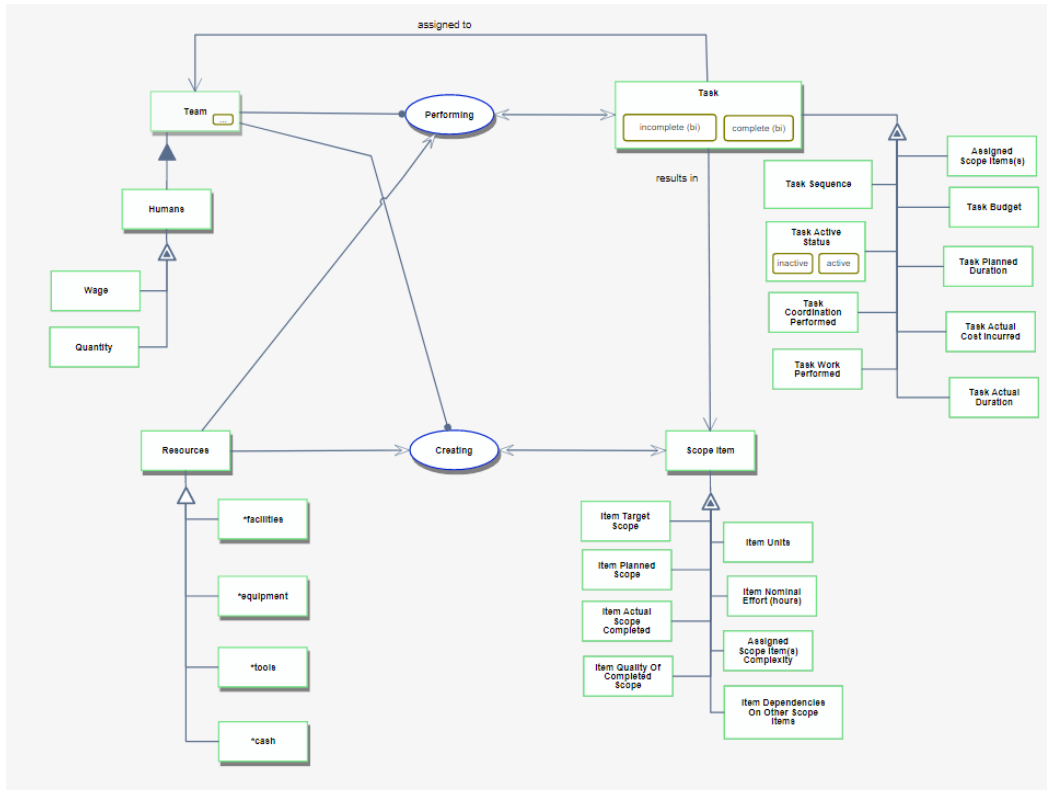 assigned to
Team
...
Performing
Task
incomplete (bi)
complete (bi)
results in
Humans
Wage
Quantity
Task Sequence
Task Active
Status
inactive
active
Task
Coordination
Performed
Task Work
Performed
Assigned
Scope Items(s)
Task Budget
Task Planned
Duration
Task Actual
Cost Incurred
Task Actual
Duration
Resources
Creating
Scope Item
*facilities
*equipment
*tools
*cash
Item Target
Scope
Item Planned
Scope
Item Actual
Scope
Completed
Item Quality Of
Completed
Scope
Item Units
Item Nominal
Effort (hours)
Assigned
Scope Item(s)
Complexity
Item Dependencies
On Other Scope
Items